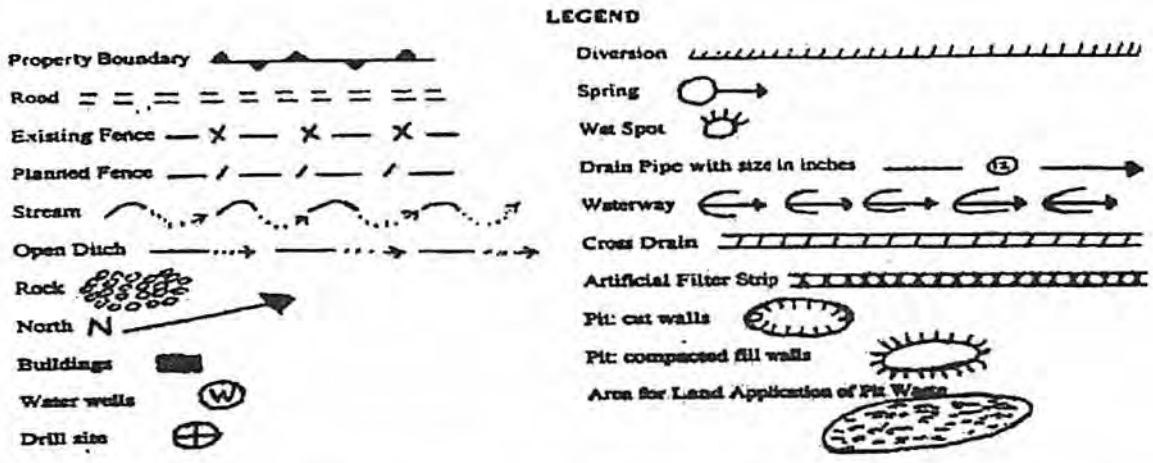 LEGEND
Property Boundary
Road
Existing Fence
Planned Fence
Stream
Open Ditch
Rock
North N
Buildings
Water wells W
Drill site
Diversion
Spring
Wet Spot
Drain Pipe with size in inches 12
Waterway
Cross Drain
Artificial Filter Strip
Pit: cut walls
Pit: compacted fill walls
Area for Land Application of Pit Waste